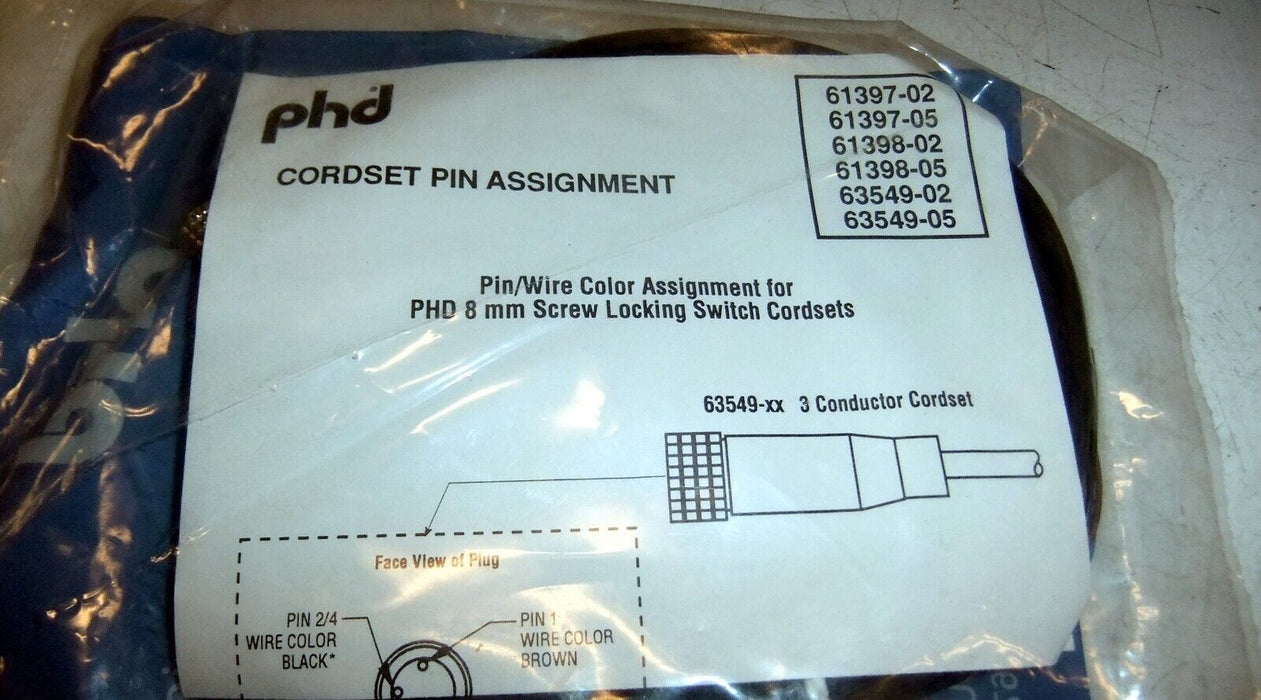 phd
CORDSET PIN ASSIGNMENT
61397-02
61397-05
61398-02
61398-05
63549-02
63549-05
Pin/Wire Color Assignment for
PHD 8 mm Screw Locking Switch Cordsets
63549-xx 3 Conductor Cordset
Face View of Plug
PIN 2/4
WIRE COLOR
BLACK*
PIN 1
WIRE COLOR
BROWN